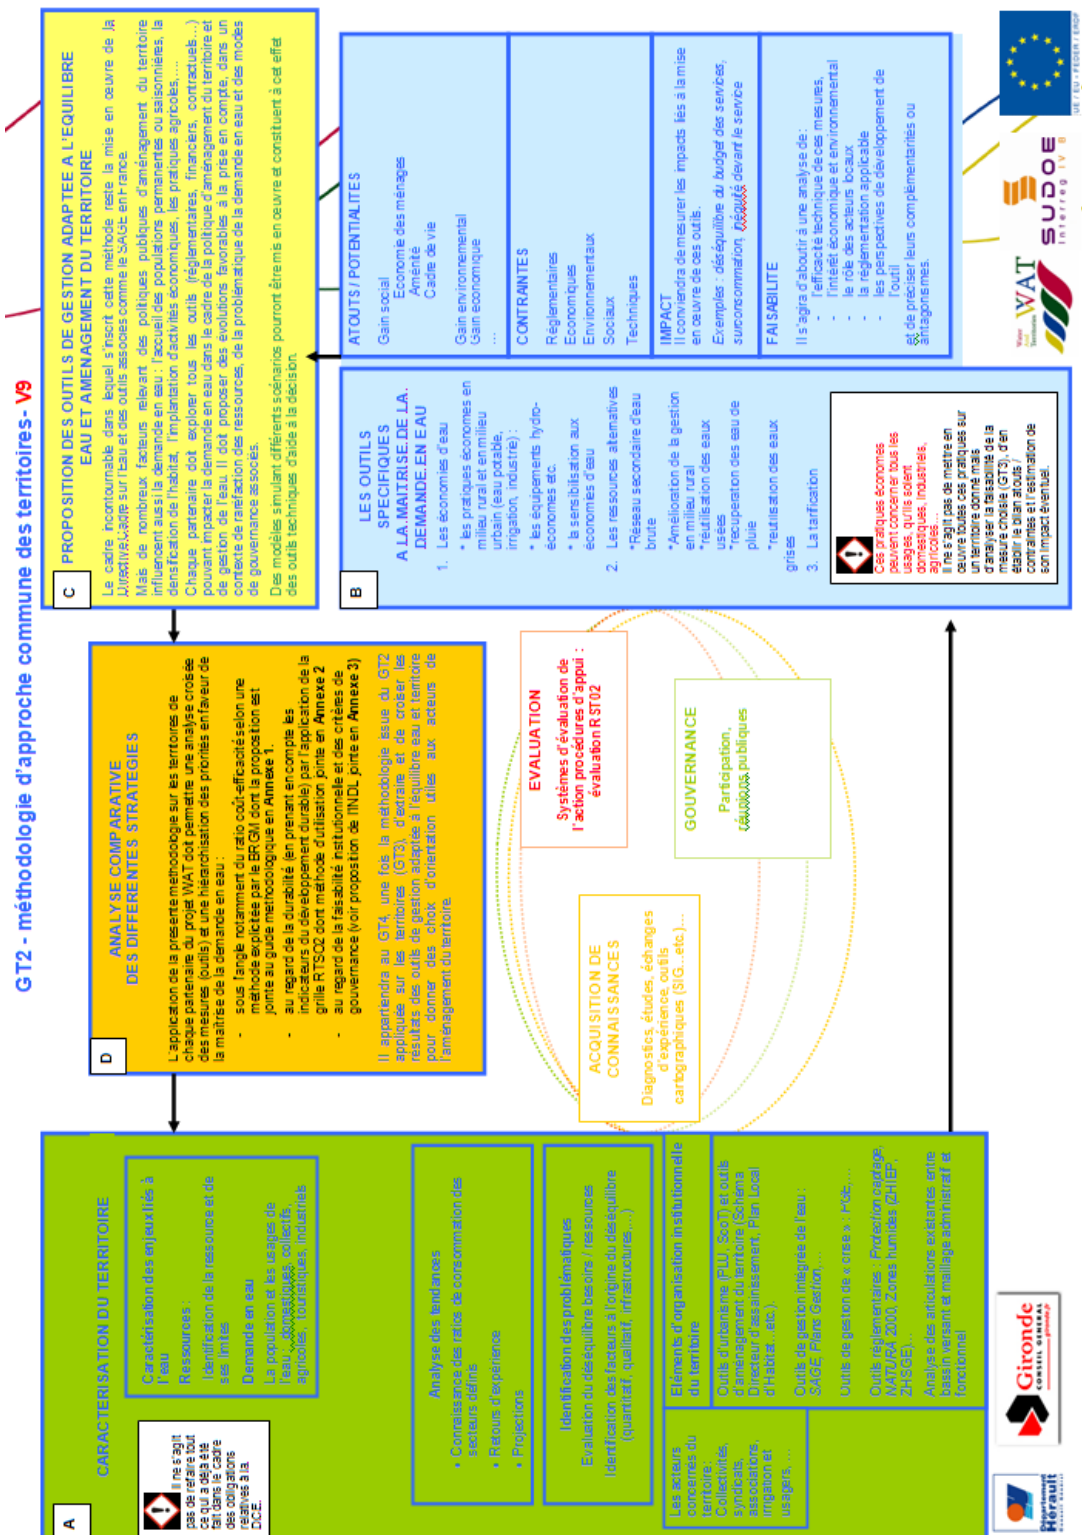 GT2 - méthodologie d'approche commune des territoires- V9
A
CARACTERISATION DU TERRITOIRE
Il ne s'agit
pas de refaire tout
ce qui a déjà été
fait dans le cadre
des obligations
relatives à la
DCE.
Caractérisation des enjeux liés à
l'eau
Ressources :
Identification de la ressource et de
ses limites
Demande en eau
La population et les usages de
l'eau : domestiques, collectifs,
agricoles, touristiques, industriels
Analyse des tendances
• Connaissance des ratios de consommation des
secteurs définis
• Retours d'expérience
• Projections
Identification des problématiques
Evaluation du déséquilibre besoins / ressources
Identification des facteurs à l'origine du déséquilibre
(quantitatif, qualitatif, infrastructures,...)
Les acteurs
concernés du
territoire :
Collectivités,
syndicats,
associations,
irrigation et
usagers, ...
Eléments d'organisation institutionnelle
du territoire
Outils d'urbanisme (PLU, ScoT) et outils
d'aménagement du territoire (Schéma
Directeur d'assainissement, Plan Local
d'Habitat...etc.).
Outils de gestion intégrée de l'eau :
SAGE, Plans Gestion,...
Outils de gestion de « crise » : PGE,...
Outils réglementaires : Protection captage,
NATURA 2000, Zones humides (ZHIEP,
ZHSGE)...
Analyse des articulations existantes entre
bassin versant et maillage administratif et
fonctionnel
D
ANALYSE COMPARATIVE
DES DIFFERENTES STRATEGIES
L'application de la presente methodologie sur les territoires de
chaque partenaire du projet WAT doit permettre une analyse croisée
des mesures (outils) et une hiérarchisation des priorités en faveur de
la maîtrise de la demande en eau :
- sous l'angle notamment du ratio coût-efficacité selon une
méthode explicitée par le BRGM dont la proposition est
jointe au guide methodologique en Annexe 1.
- au regard de la durabilité (en prenant en compte les
indicateurs du développement durable) par l'application de la
grille RTSO2 dont methode d'utilisation jointe en Annexe 2
- au regard de la faisabilité institutionnelle et des critères de
gouvernance (voir proposition de l'INDL jointe en Annexe 3)
Il appartiendra au GT4, une fois la méthodologie issue du GT2
appliquée sur les territoires (GT3), d'extraire et de croiser les
résultats des outils de gestion adaptée à l'équilibre eau et territoire
pour donner des choix d'orientation utiles aux acteurs de
l'aménagement du territoire.
ACQUISITION DE
CONNAISSANCES
Diagnostics, études, échanges
d'expérience, outils
cartographiques (SIG,...etc.)...
EVALUATION
Systèmes d'évaluation de
l'action procédures d'appui :
évaluation RST02
GOUVERNANCE
Participation,
réunions publiques
C
PROPOSITION DES OUTILS DE GESTION ADAPTEE A L'EQUILIBRE
EAU ET AMENAGEMENT DU TERRITOIRE
Le cadre incontournable dans lequel s'inscrit cette méthode reste la mise en œuvre de la
Directive Cadre sur l'Eau et des outils associés comme le SAGE en France.
Mais de nombreux facteurs relevant des politiques publiques d'aménagement du territoire
influencent aussi la demande en eau : l'accueil des populations permanentes ou saisonnières, la
densification de l'habitat, l'implantation d'activités économiques, les pratiques agricoles,...
Chaque partenaire doit explorer tous les outils (réglementaires, financiers, contractuels...)
pouvant impacter la demande en eau dans le cadre de la politique d'aménagement du territoire et
de gestion de l'eau. Il doit proposer des évolutions favorables à la prise en compte, dans un
contexte de raréfaction des ressources, de la problématique de la demande en eau et des modes
de gouvernance associés.
Des modèles simulant différents scénarios pourront être mis en œuvre et constituent à cet effet
des outils techniques d'aide à la décision.
B
LES OUTILS
SPECIFIQUES
A LA MAITRISE DE LA
DEMANDE EN EAU
1. Les économies d'eau
* les pratiques économes en
milieu rural et en milieu
urbain (eau potable,
irrigation, industrie) :
* les équipements hydro-
économes etc.
* la sensibilisation aux
économies d'eau
2. Les ressources alternatives
*Réseau secondaire d'eau
brute
*Amélioration de la gestion
en milieu rural
*réutilisation des eaux
usées
*recuperation des eau de
pluie
*reutilisation des eaux
grises
3. La tarification
Ces pratiques économes
peuvent concerner tous les
usages, qu'ils soient
domestiques, industriels,
agricoles...
Il ne s'agit pas de mettre en
œuvre toutes ces pratiques sur
un territoire donné mais
d'analyser la faisabilité de la
mesure choisie (GT3), d'en
établir le bilan atouts /
contraintes et l'estimation de
son impact éventuel.
ATOUTS / POTENTIALITES
Gain social
Economie des ménages
Aménité
Cadre de vie
Gain environnemental
Gain economique
...
CONTRAINTES
Réglementaires
Economiques
Environnementaux
Sociaux
Techniques
IMPACT
Il conviendra de mesurer les impacts liés à la mise
en œuvre de ces outils.
Exemples : déséquilibre du budget des services,
surconsommation, inéguité devant le service
FAISABILITE
Il s'agira d'aboutir à une analyse de :
- l'efficacité technique de ces mesures,
- l'intérêt économique et environnemental
- le rôle des acteurs locaux
- la réglementation applicable
- les perspectives de développement de
l'outil
et de préciser leurs complémentarités ou
antagonismes.
Département
Hérault
Gironde
CONSEIL GENERAL
Water
And
Territories
WAT
SUDOE
Interreg IV B
UE / EU - FEDER / ERDF